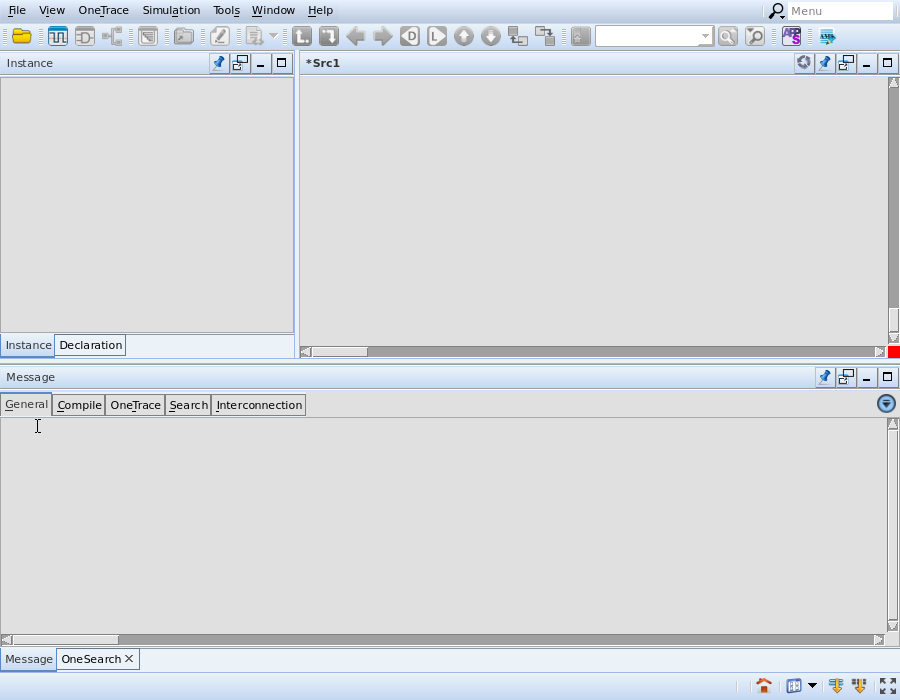 File View OneTrace Simulation Tools Window Help Menu
D L
Instance *Src1
Instance Declaration
Message
General Compile OneTrace Search Interconnection
Message OneSearch